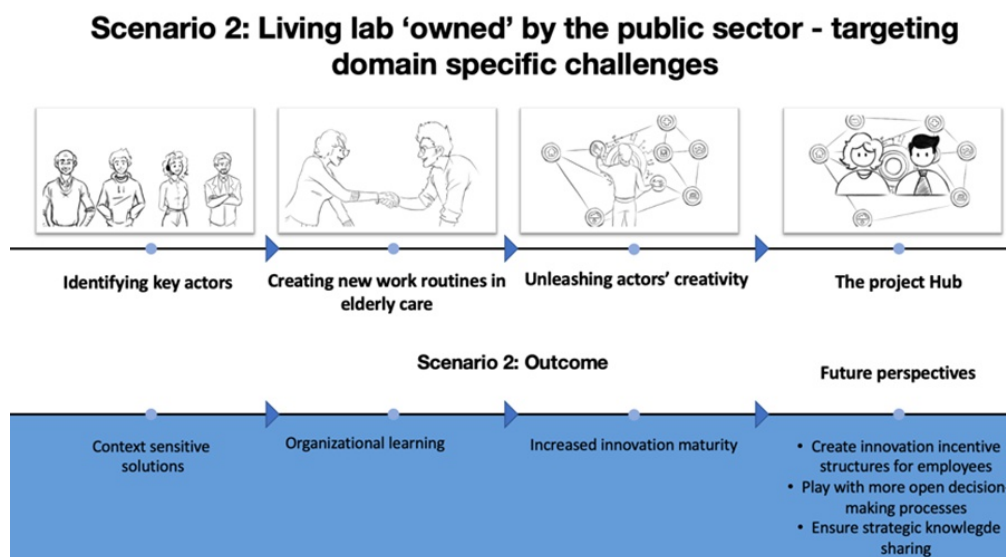 Scenario 2: Living lab ‘owned’ by the public sector - targeting
domain specific challenges
Identifying key actors
Creating new work routines in
elderly care
Unleashing actors’ creativity
The project Hub
Scenario 2: Outcome
Future perspectives
Context sensitive
solutions
Organizational learning
Increased innovation maturity
• Create innovation incentive
structures for employees
• Play with more open decision
making processes
• Ensure strategic knowlegde
sharing